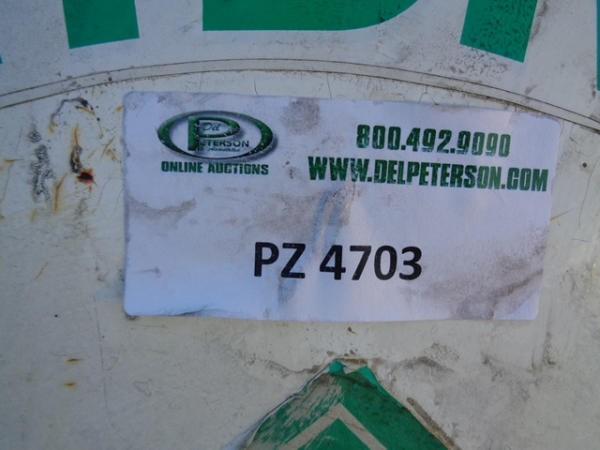 Del
PETERSON
ONLINE AUCTIONS
800.492.9090
WWW.DELPETERSON.COM
PZ 4703